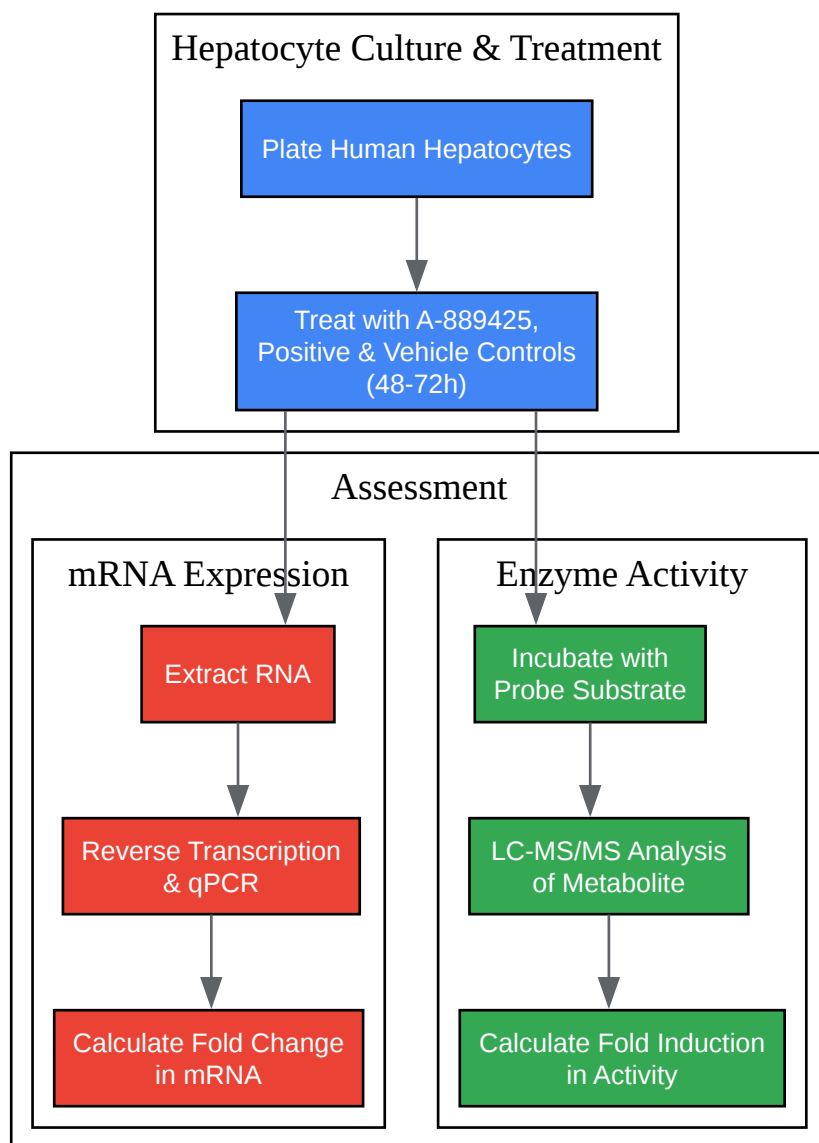 Hepatocyte Culture & Treatment
Plate Human Hepatocytes
Treat with A-889425,
Positive & Vehicle Controls
(48-72h)
Assessment
mRNA Expression
Extract RNA
Reverse Transcription
& qPCR
Calculate Fold Change
in mRNA
Enzyme Activity
Incubate with
Probe Substrate
LC-MS/MS Analysis
of Metabolite
Calculate Fold Induction
in Activity